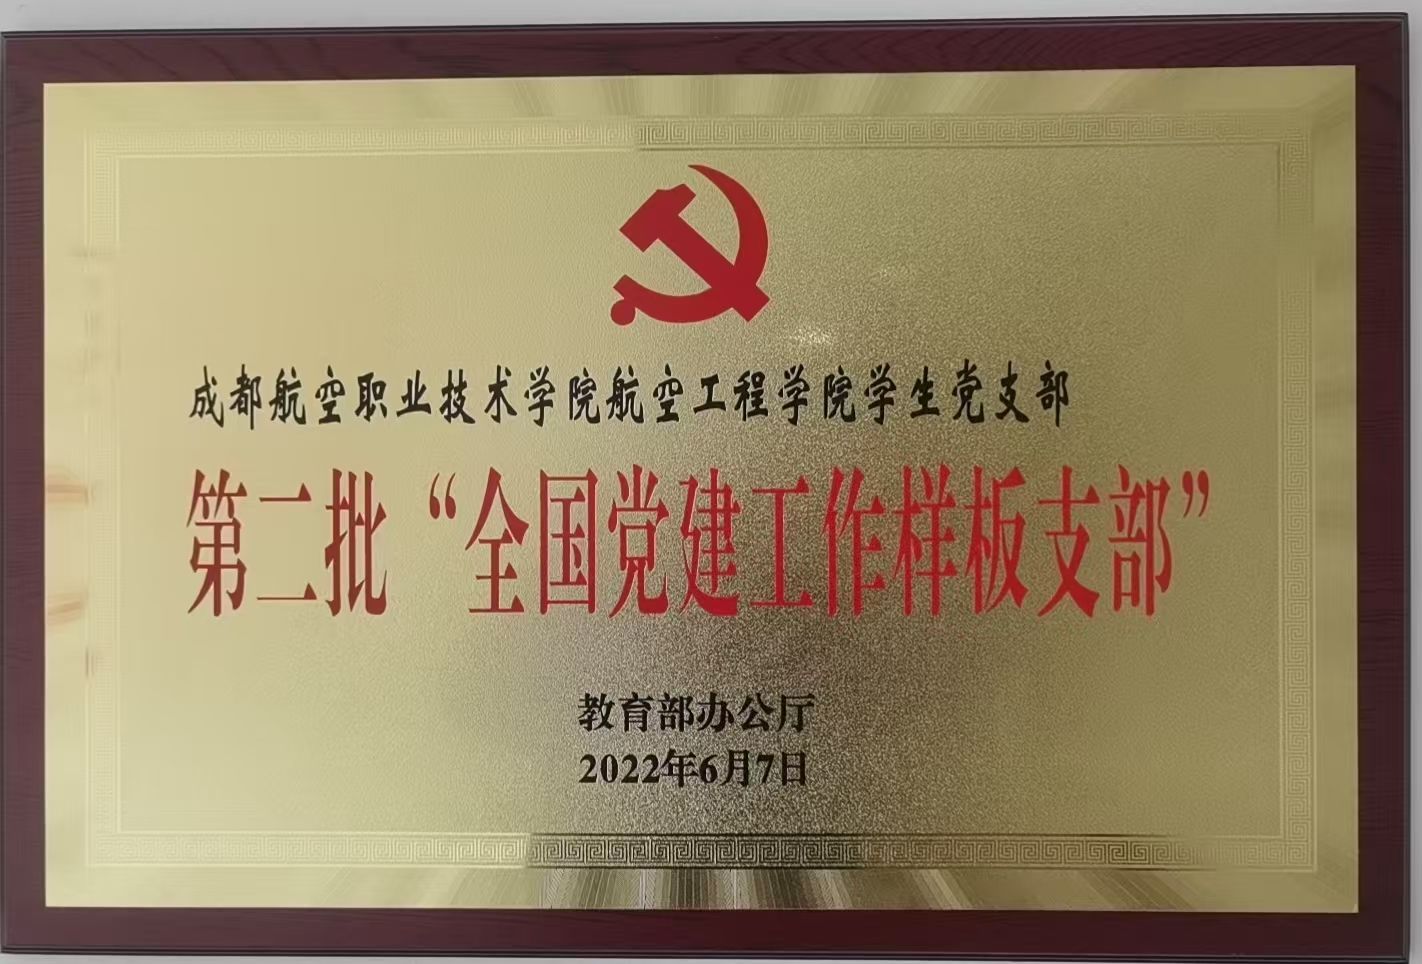 成都航空职业技术学院航空工程学院学生党支部
第二批“全国党建工作样板支部”
教育部办公厅
2022年6月7日